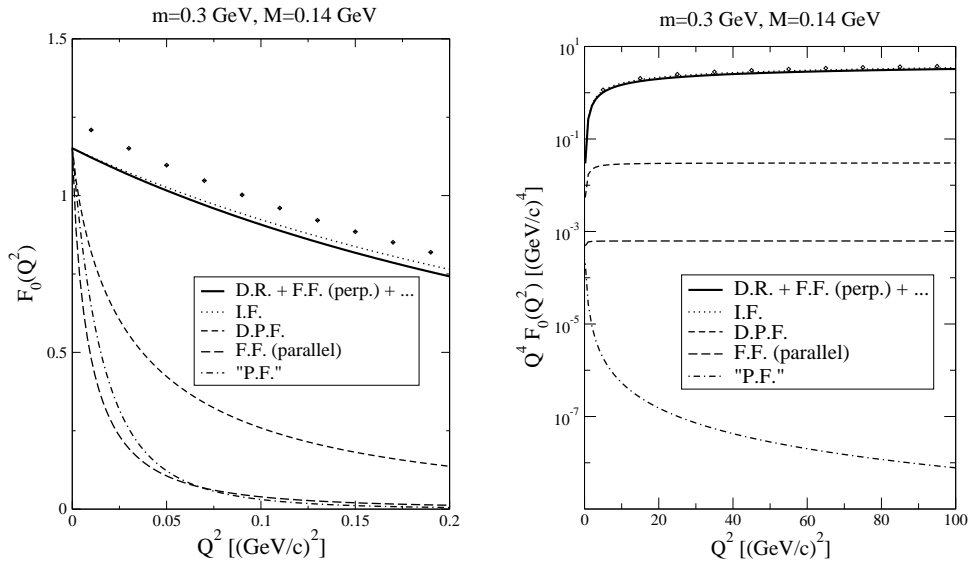 m=0.3 GeV, M=0.14 GeV
1.5
1
0.5
0
F₀(Q²)
D.R. + F.F. (perp.) + ...
I.F.
D.P.F.
F.F. (parallel)
"P.F."
0 0.05 0.1 0.15 0.2
Q² [(GeV/c)²]
m=0.3 GeV, M=0.14 GeV
10¹
10⁻¹
10⁻³
10⁻⁵
10⁻⁷
Q⁴ F₀(Q²) [(GeV/c)⁴]
D.R. + F.F. (perp.) + ...
I.F.
D.P.F.
F.F. (parallel)
"P.F."
0 20 40 60 80 100
Q² [(GeV/c)²]